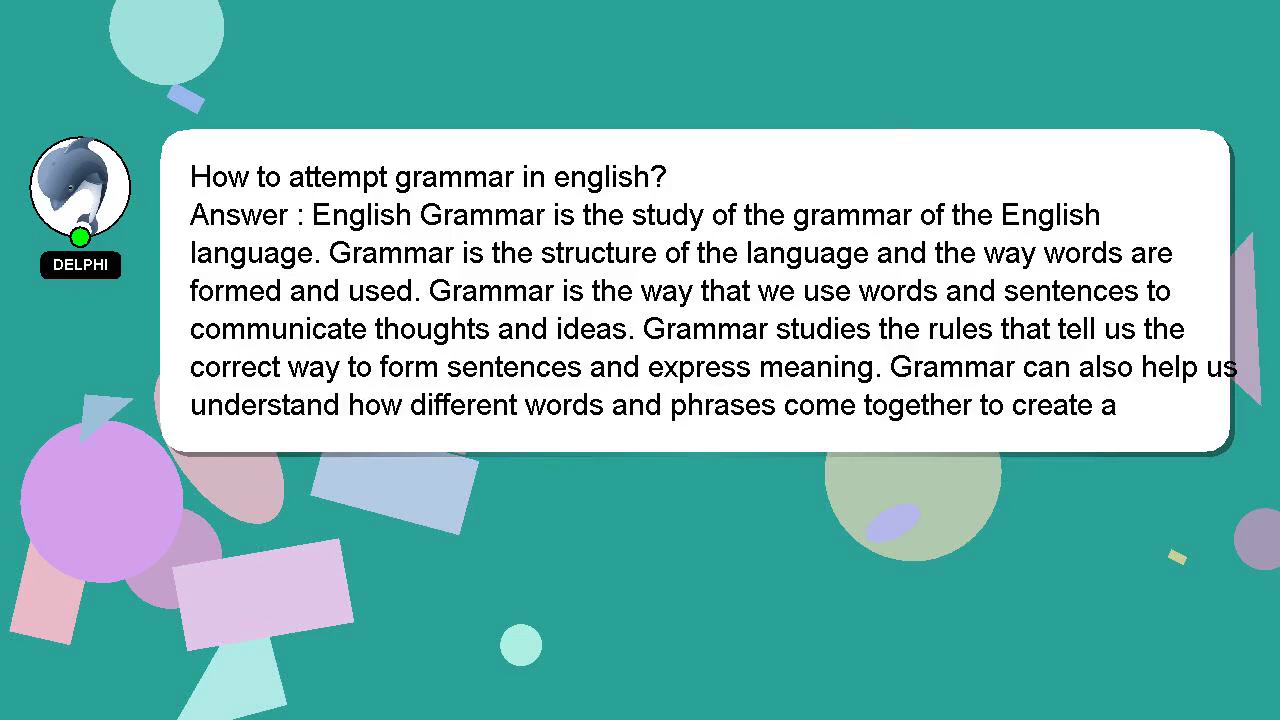 How to attempt grammar in english?
Answer : English Grammar is the study of the grammar of the English
language. Grammar is the structure of the language and the way words are
formed and used. Grammar is the way that we use words and sentences to
communicate thoughts and ideas. Grammar studies the rules that tell us the
correct way to form sentences and express meaning. Grammar can also help us
understand how different words and phrases come together to create a
DELPHI